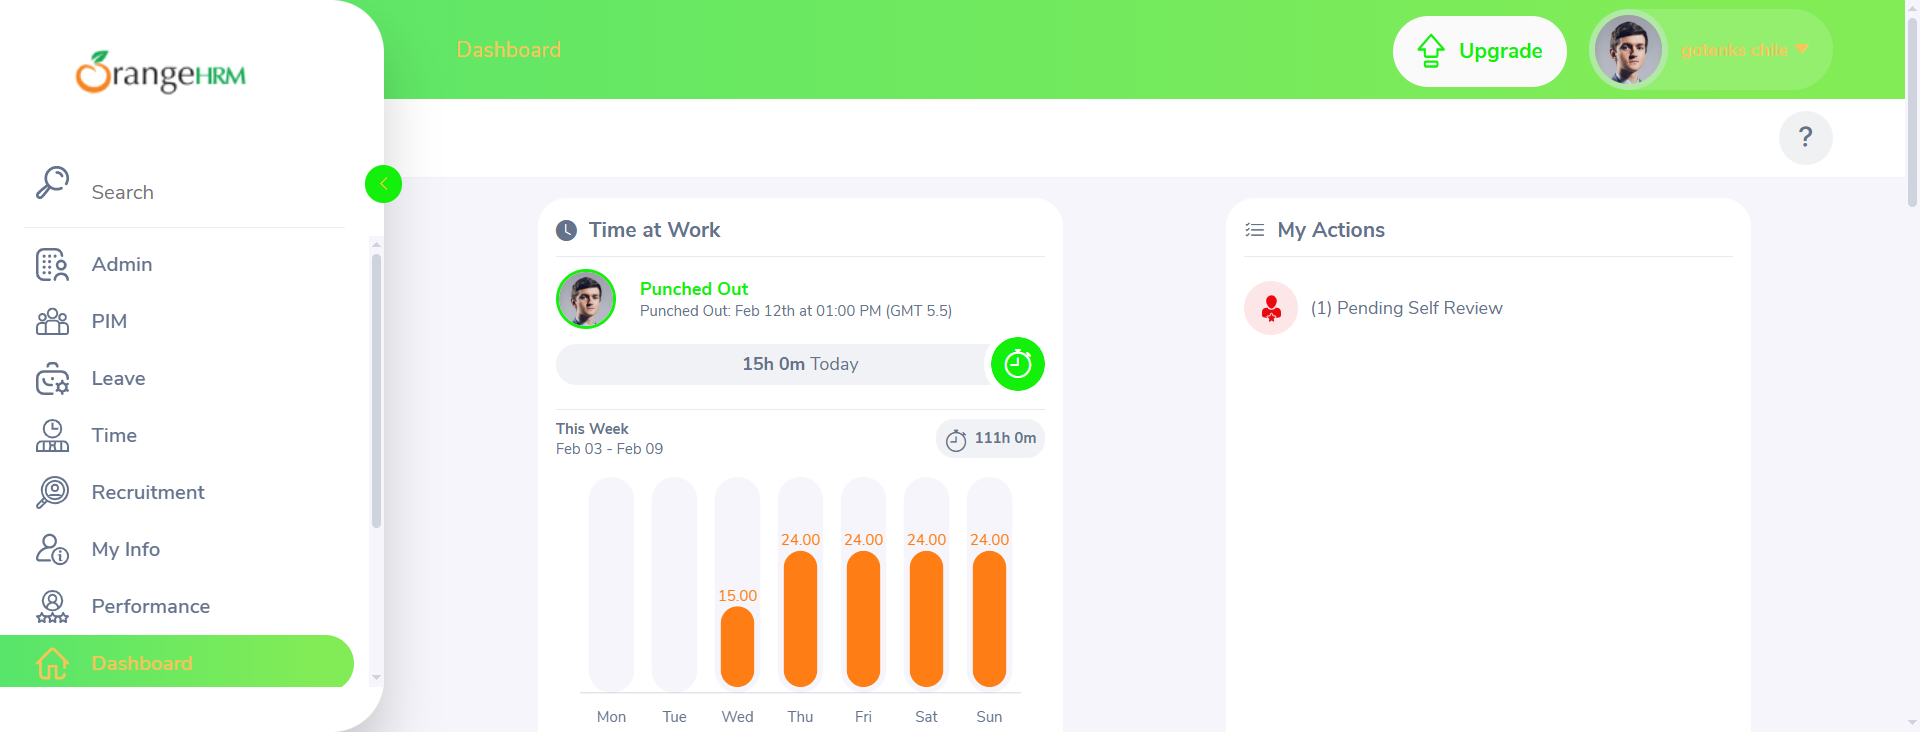 OrangeHRM
Search
Admin
PIM
Leave
Time
Recruitment
My Info
Performance
Dashboard
Dashboard
Upgrade
gotenks chile
?
Time at Work
Punched Out
Punched Out: Feb 12th at 01:00 PM (GMT 5.5)
15h 0m Today
This Week
Feb 03 - Feb 09
111h 0m
15.00 24.00 24.00 24.00 24.00
Mon Tue Wed Thu Fri Sat Sun
My Actions
(1) Pending Self Review